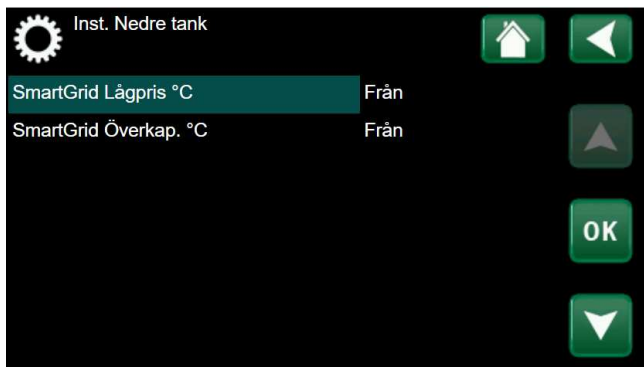 Inst. Nedre tank
SmartGrid Lågpris °C Från
SmartGrid Överkap. °C Från
OK